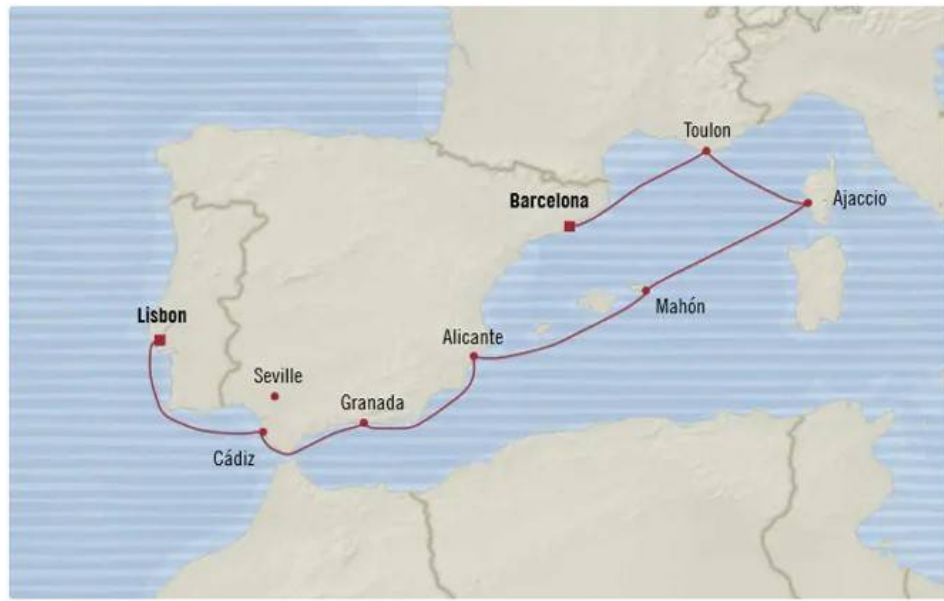 Toulon
Barcelona
Ajaccio
Mahón
Lisbon
Alicante
Seville
Granada
Cádiz